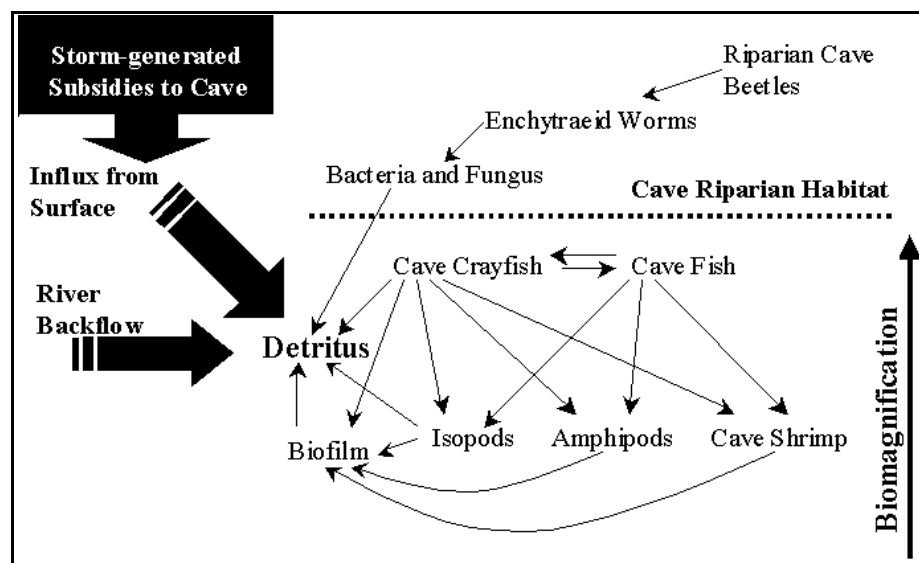 Storm-generated
Subsidies to Cave
Riparian Cave
Beetles
Enchytraeid Worms
Influx from
Surface
Bacteria and Fungus
Cave Riparian Habitat
Cave Crayfish
Cave Fish
River
Backflow
Detritus
Biofilm
Isopods
Amphipods
Cave Shrimp
Biomagnification